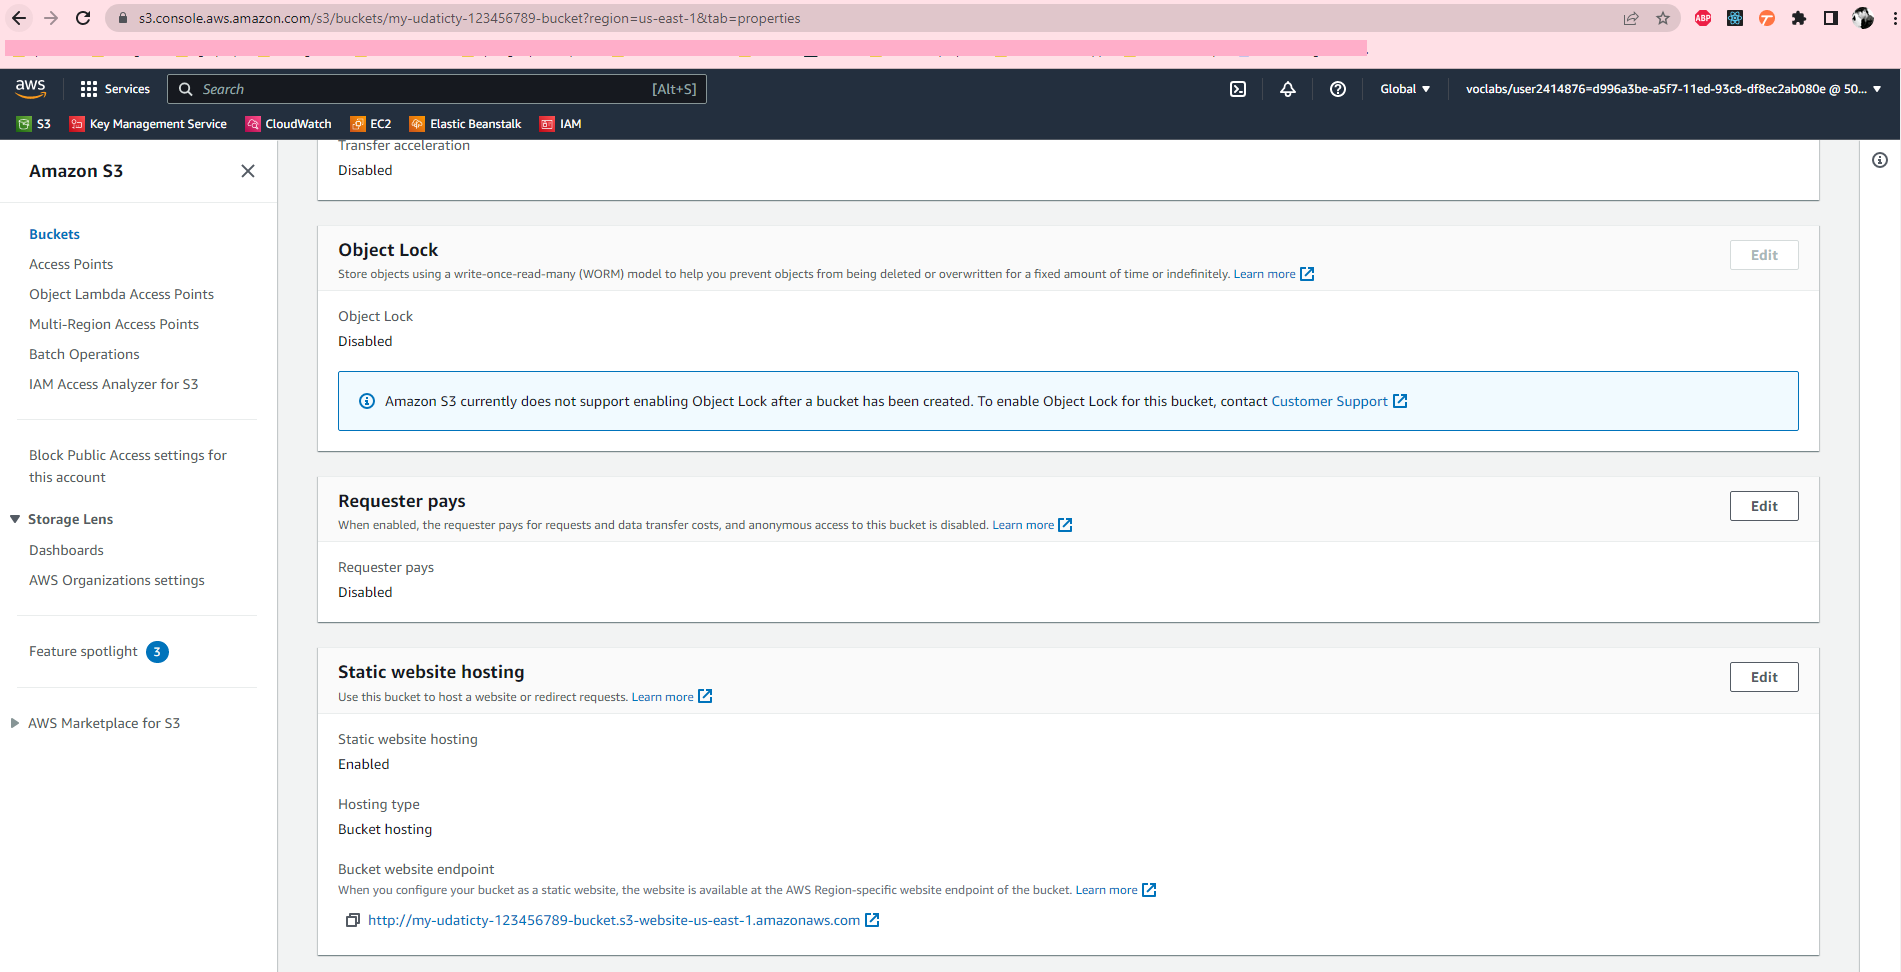 s3.console.aws.amazon.com/s3/buckets/my-udaticty-123456789-bucket?region=us-east-1&tab=properties
ABP
aws
Services
Search
[Alt+S]
Global
voclabs/user2414876=d996a3be-a5f7-11ed-93c8-df8ec2ab080e @ 50...
S3
Key Management Service
CloudWatch
EC2
Elastic Beanstalk
IAM
Amazon S3
Buckets
Access Points
Object Lambda Access Points
Multi-Region Access Points
Batch Operations
IAM Access Analyzer for S3
Block Public Access settings for
this account
Storage Lens
Dashboards
AWS Organizations settings
Feature spotlight 3
AWS Marketplace for S3
Transfer acceleration
Disabled
Object Lock
Edit
Store objects using a write-once-read-many (WORM) model to help you prevent objects from being deleted or overwritten for a fixed amount of time or indefinitely. Learn more
Object Lock
Disabled
Amazon S3 currently does not support enabling Object Lock after a bucket has been created. To enable Object Lock for this bucket, contact Customer Support
Requester pays
Edit
When enabled, the requester pays for requests and data transfer costs, and anonymous access to this bucket is disabled. Learn more
Requester pays
Disabled
Static website hosting
Edit
Use this bucket to host a website or redirect requests. Learn more
Static website hosting
Enabled
Hosting type
Bucket hosting
Bucket website endpoint
When you configure your bucket as a static website, the website is available at the AWS Region-specific website endpoint of the bucket. Learn more
http://my-udaticty-123456789-bucket.s3-website-us-east-1.amazonaws.com